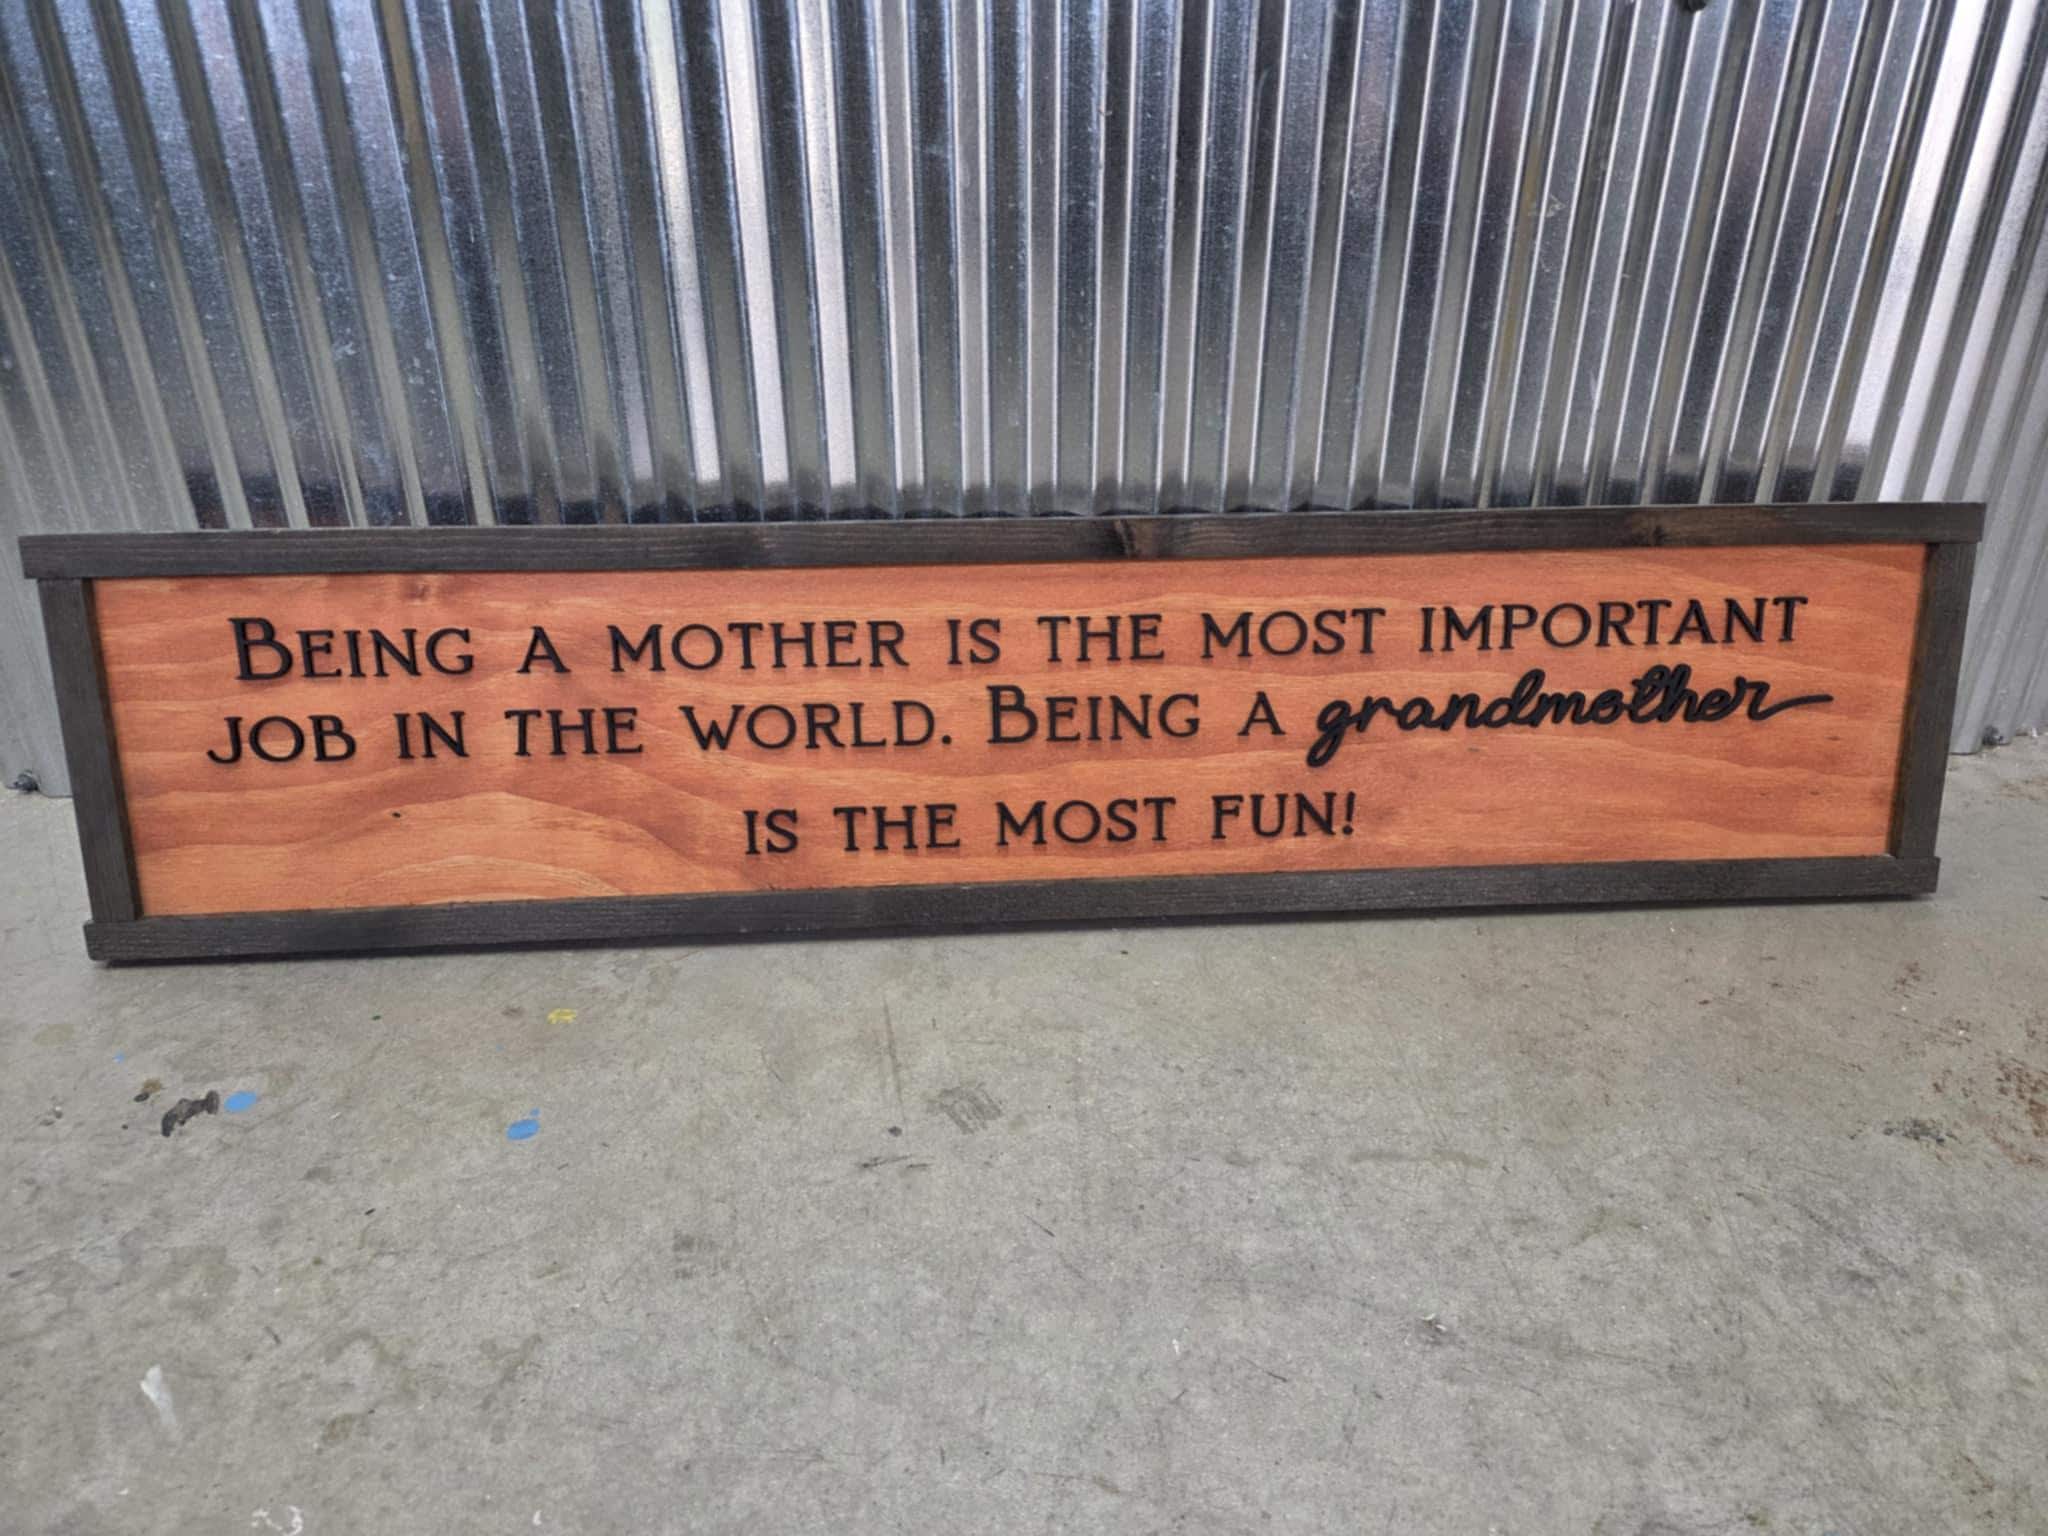 Being a mother is the most important
job in the world. Being a grandmother
is the most fun!